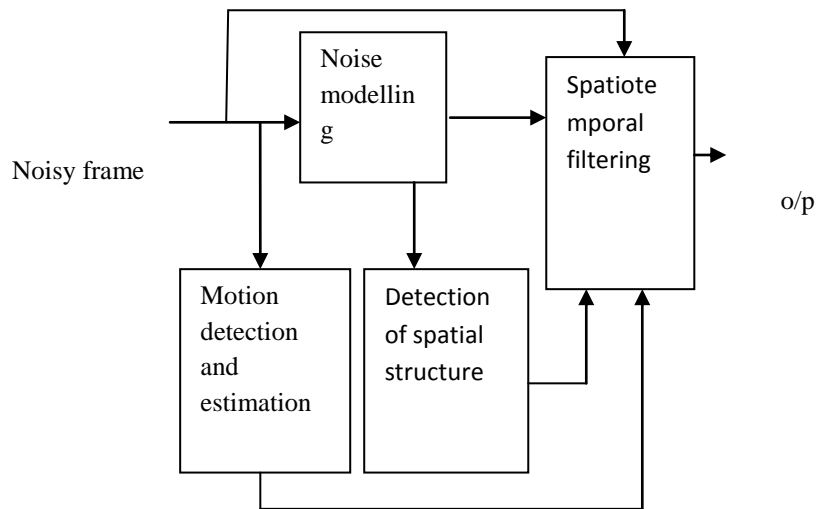 Noise
modellin
g
Spatiote
mporal
filtering
Noisy frame
o/p
Motion
detection
and
estimation
Detection
of spatial
structure